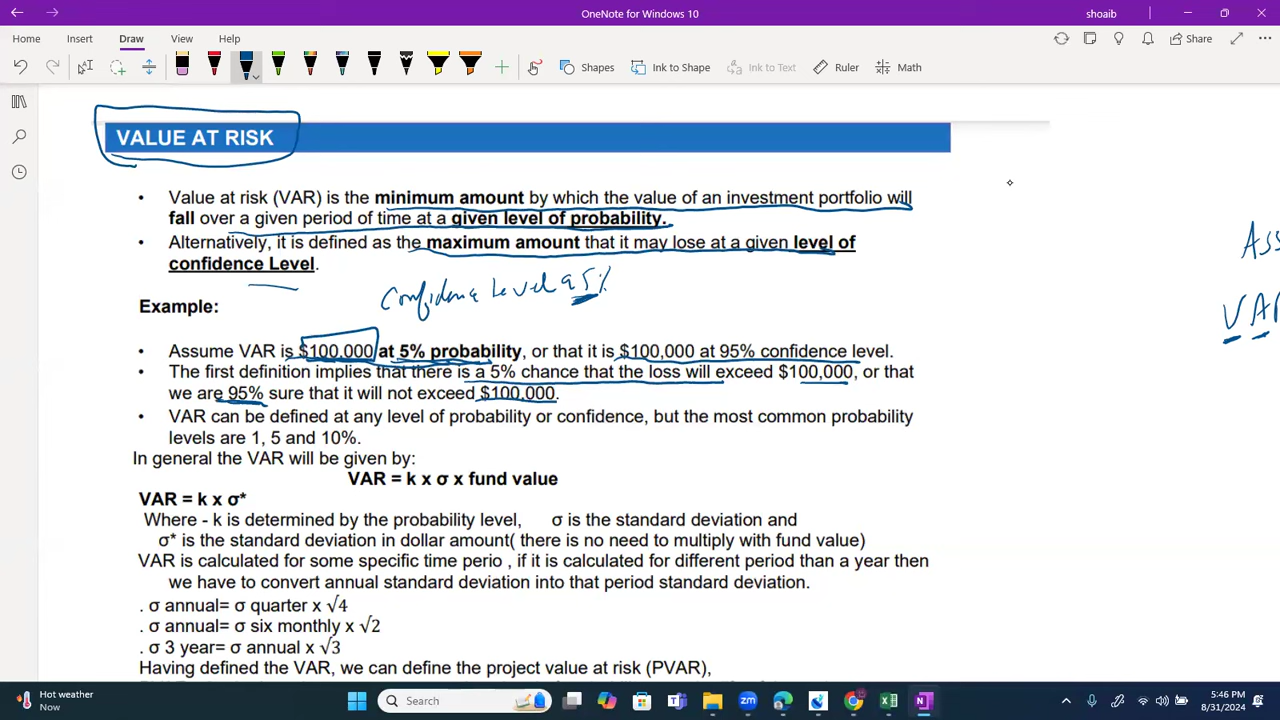 OneNote for Windows 10
shoaib
Home Insert Draw View Help
Share
Shapes Ink to Shape Ink to Text Ruler Math
VALUE AT RISK
• Value at risk (VAR) is the minimum amount by which the value of an investment portfolio will
fall over a given period of time at a given level of probability.
• Alternatively, it is defined as the maximum amount that it may lose at a given level of
confidence Level.
Ass
Confidence Level 95%
Example:
VAR
• Assume VAR is $100,000 at 5% probability, or that it is $100,000 at 95% confidence level.
• The first definition implies that there is a 5% chance that the loss will exceed $100,000, or that
we are 95% sure that it will not exceed $100,000.
• VAR can be defined at any level of probability or confidence, but the most common probability
levels are 1, 5 and 10%.
In general the VAR will be given by:
VAR = k x σ x fund value
VAR = k x σ*
Where - k is determined by the probability level, σ is the standard deviation and
σ* is the standard deviation in dollar amount( there is no need to multiply with fund value)
VAR is calculated for some specific time perio , if it is calculated for different period than a year then
we have to convert annual standard deviation into that period standard deviation.
. σ annual= σ quarter x √4
. σ annual= σ six monthly x √2
. σ 3 year= σ annual x √3
Having defined the VAR, we can define the project value at risk (PVAR),
Hot weather
Now
Search
5:46 PM
8/31/2024